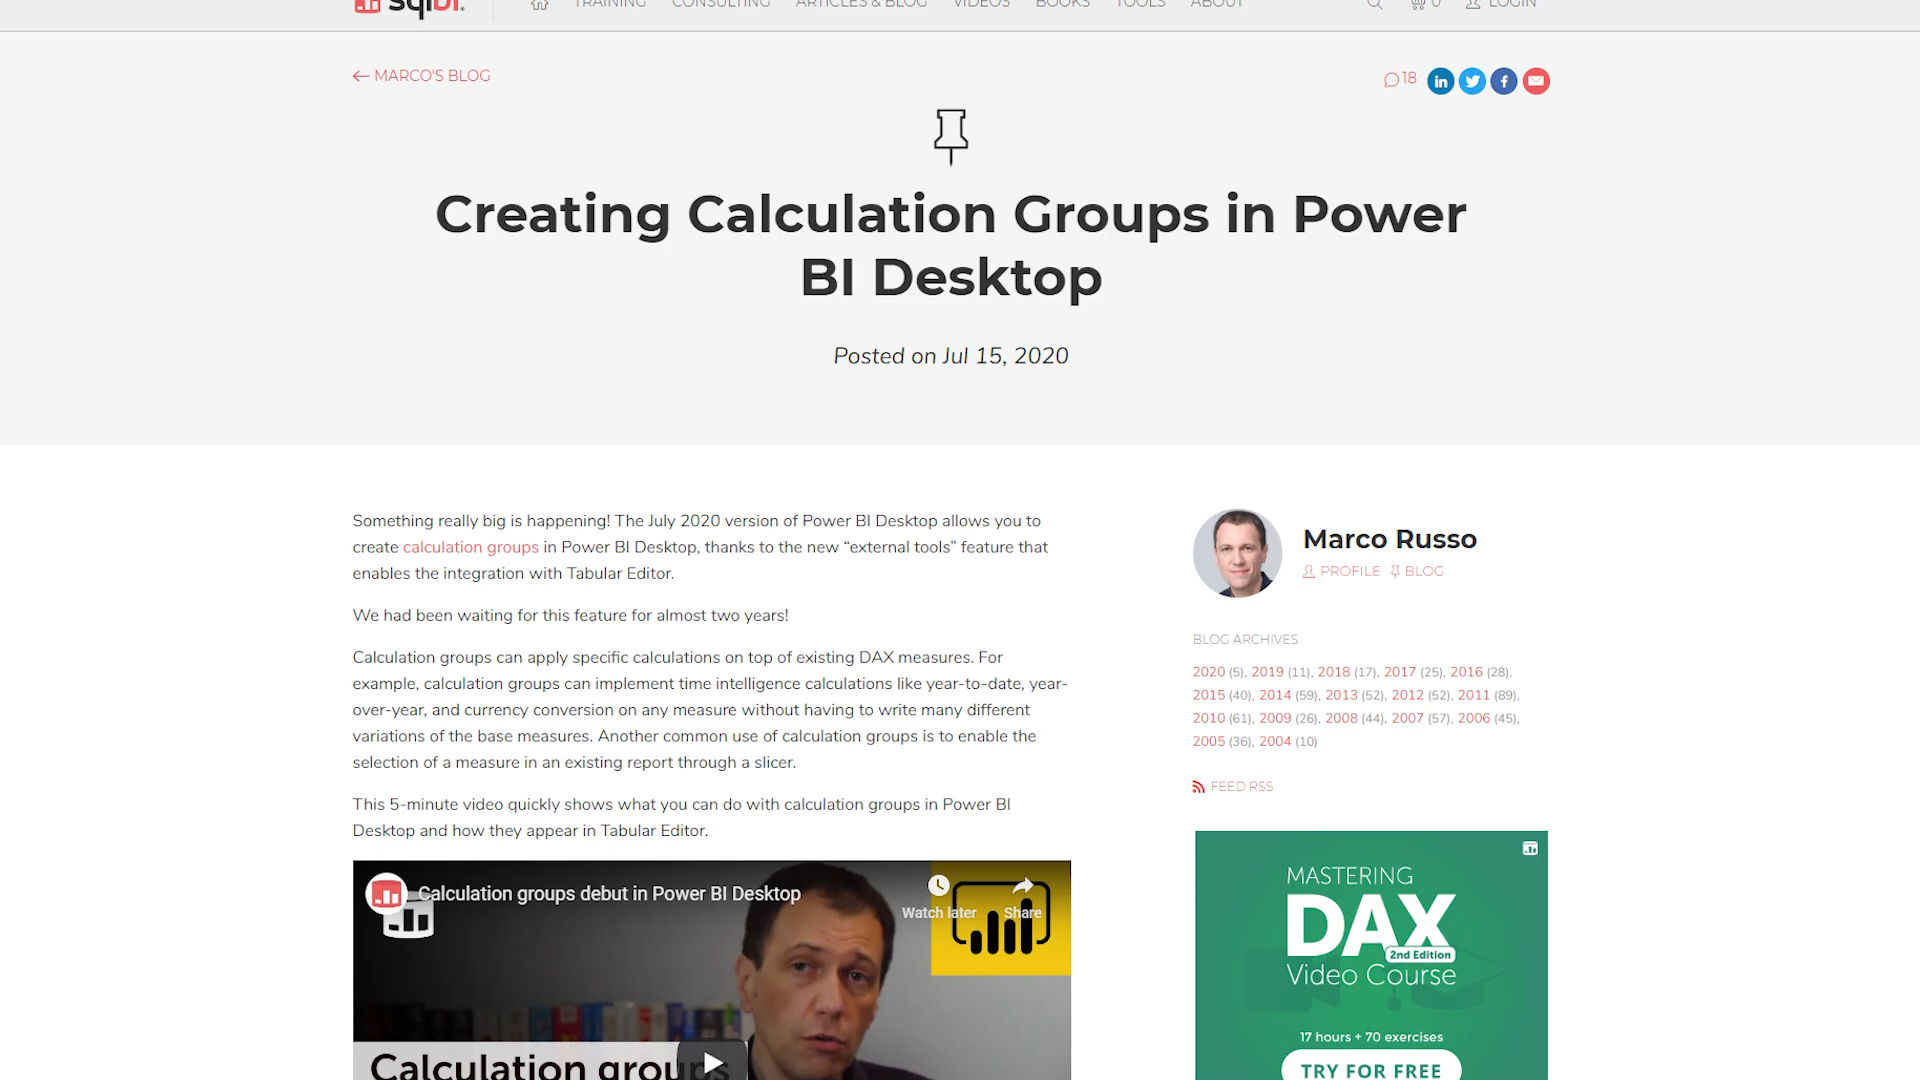 sqlbi.
TRAINING CONSULTING ARTICLES & BLOG VIDEOS BOOKS TOOLS ABOUT 0 LOGIN
MARCO'S BLOG
18
Creating Calculation Groups in Power
BI Desktop
Posted on Jul 15, 2020
Something really big is happening! The July 2020 version of Power BI Desktop allows you to
create calculation groups in Power BI Desktop, thanks to the new “external tools” feature that
enables the integration with Tabular Editor.
We had been waiting for this feature for almost two years!
Calculation groups can apply specific calculations on top of existing DAX measures. For
example, calculation groups can implement time intelligence calculations like year-to-date, year-
over-year, and currency conversion on any measure without having to write many different
variations of the base measures. Another common use of calculation groups is to enable the
selection of a measure in an existing report through a slicer.
This 5-minute video quickly shows what you can do with calculation groups in Power BI
Desktop and how they appear in Tabular Editor.
Calculation groups debut in Power BI Desktop
Watch later Share
Calculation groups
Marco Russo
PROFILE BLOG
BLOG ARCHIVES
2020 (5), 2019 (11), 2018 (17), 2017 (25), 2016 (28),
2015 (40), 2014 (59), 2013 (52), 2012 (52), 2011 (89),
2010 (61), 2009 (26), 2008 (44), 2007 (57), 2006 (45),
2005 (36), 2004 (10)
FEED RSS
MASTERING
DAX
2nd Edition
Video Course
17 hours + 70 exercises
TRY FOR FREE